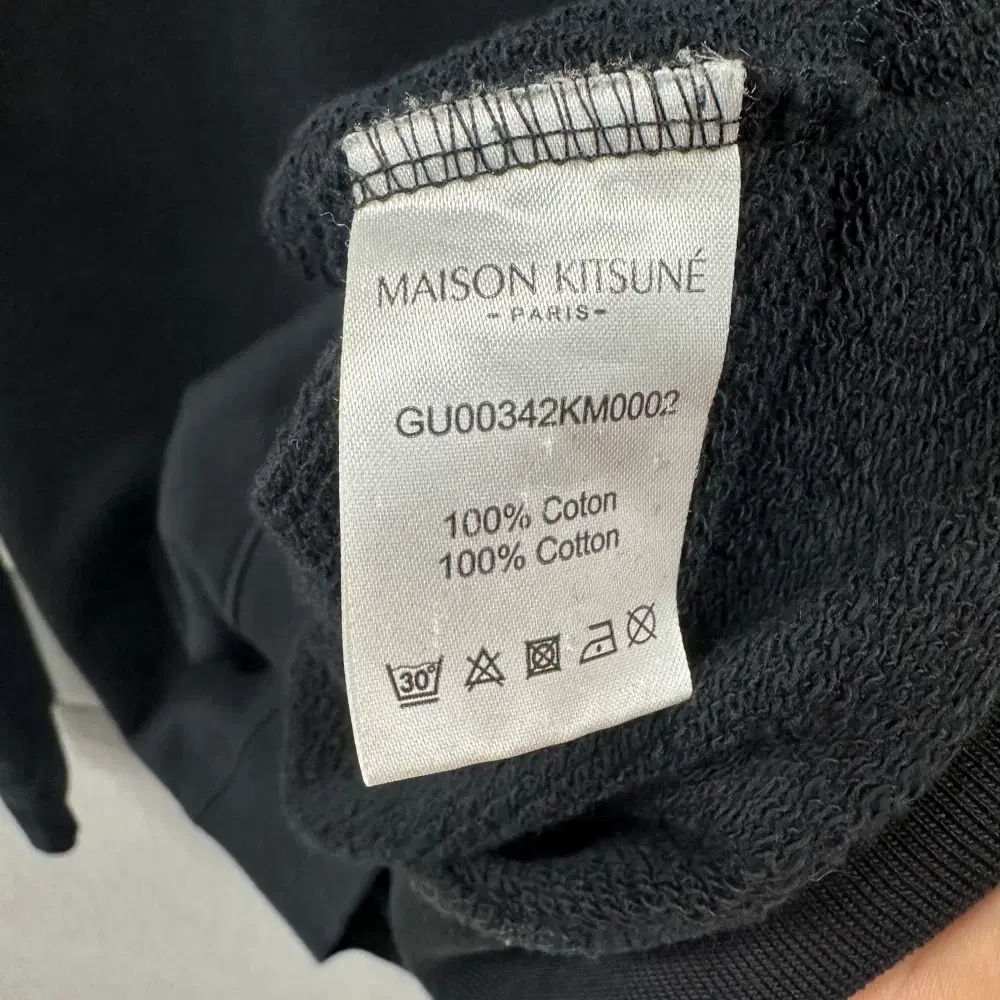 MAISON KITSUNÉ
- PARIS -
GU00342KM0002
100% Coton
100% Cotton
30°